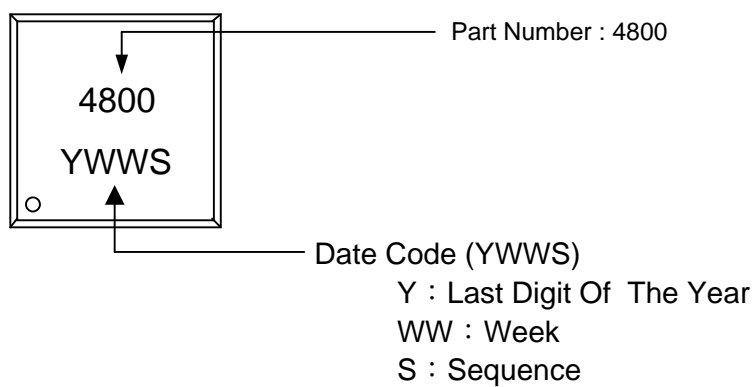 Part Number : 4800
4800
YWWS
Date Code (YWWS)
Y：Last Digit Of The Year
WW：Week
S：Sequence